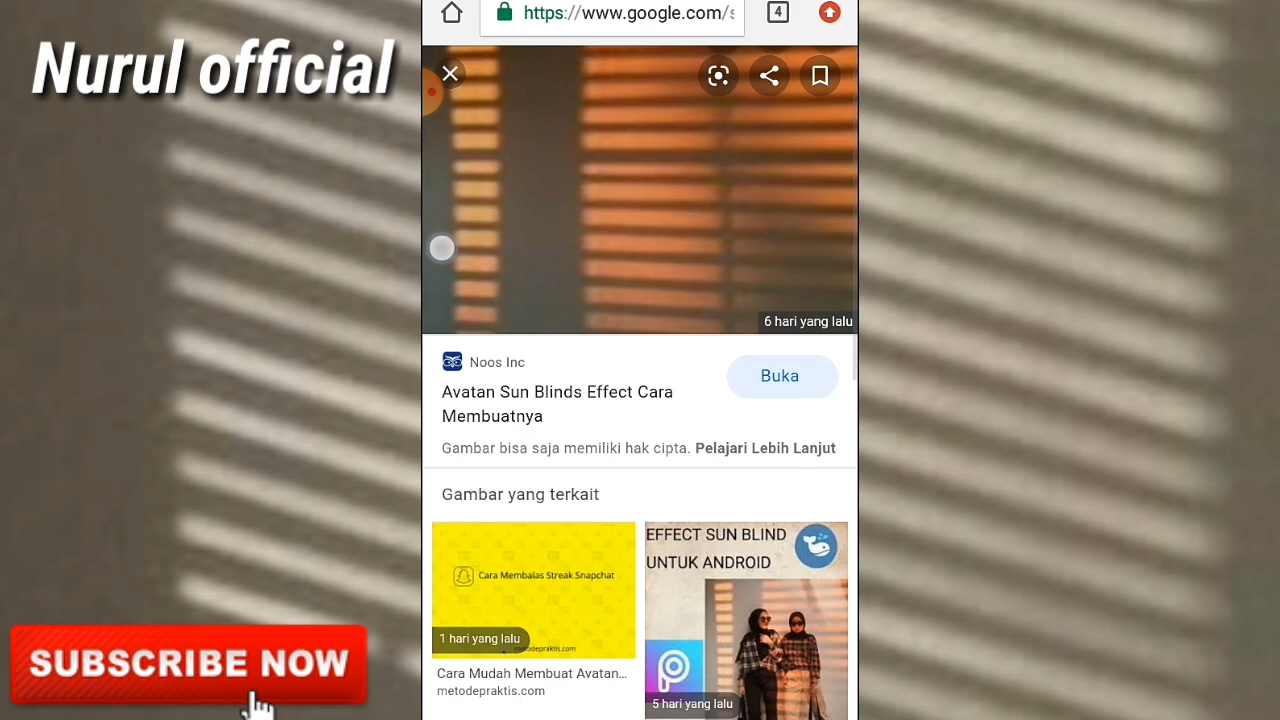 Nurul official
https://www.google.com/s
4
6 hari yang lalu
Noos Inc
Avatan Sun Blinds Effect Cara
Membuatnya
Buka
Gambar bisa saja memiliki hak cipta. Pelajari Lebih Lanjut
Gambar yang terkait
Cara Membalas Streak Snapchat
1 hari yang lalu
metodepraktis.com
Cara Mudah Membuat Avatan...
metodepraktis.com
EFFECT SUN BLIND
UNTUK ANDROID
5 hari yang lalu
SUBSCRIBE NOW